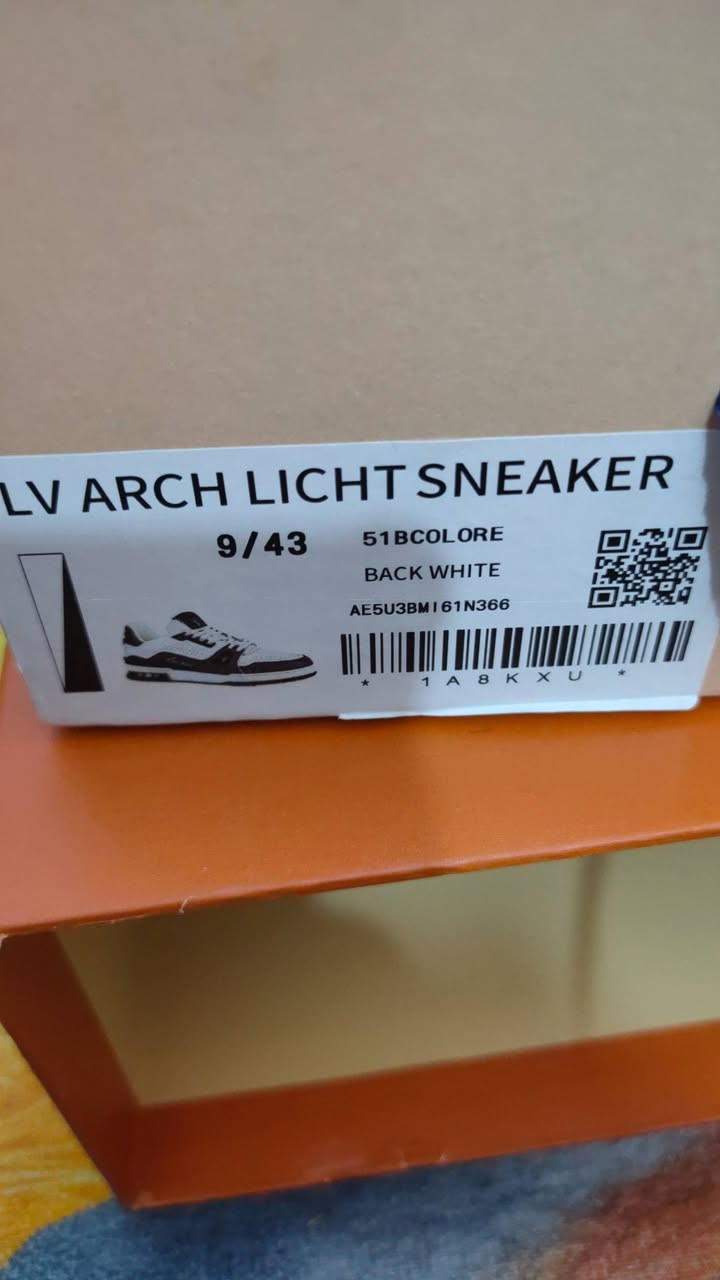 LV ARCH LICHT SNEAKER
9/43
51BCOLORE
BACK WHITE
AE5U3BMI61N366
* 1A8KXU *